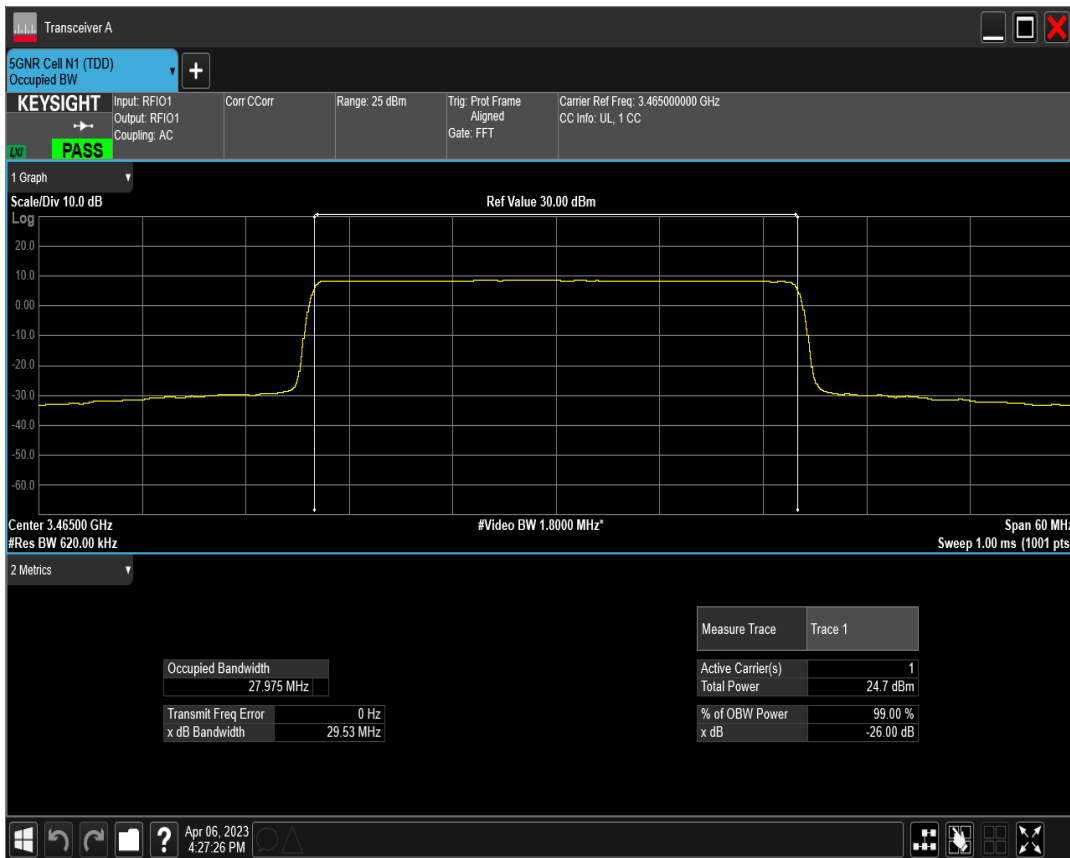 Transceiver A
5GNR Cell N1 (TDD)
Occupied BW
+
KEYSIGHT
LXI
PASS
Input: RFIO1
Output: RFIO1
Coupling: AC
Corr CCorr
Range: 25 dBm
Trig: Prot Frame
Aligned
Gate: FFT
Carrier Ref Freq: 3.465000000 GHz
CC Info: UL, 1 CC
1 Graph
Scale/Div 10.0 dB
Ref Value 30.00 dBm
Log
20.0
10.0
0.00
-10.0
-20.0
-30.0
-40.0
-50.0
-60.0
Center 3.46500 GHz
#Video BW 1.8000 MHz*
Span 60 MHz
#Res BW 620.00 kHz
Sweep 1.00 ms (1001 pts
2 Metrics
Measure Trace Trace 1
Occupied Bandwidth
27.975 MHz
Active Carrier(s) 1
Total Power 24.7 dBm
Transmit Freq Error 0 Hz
x dB Bandwidth 29.53 MHz
% of OBW Power 99.00 %
x dB -26.00 dB
?
Apr 06, 2023
4:27:26 PM